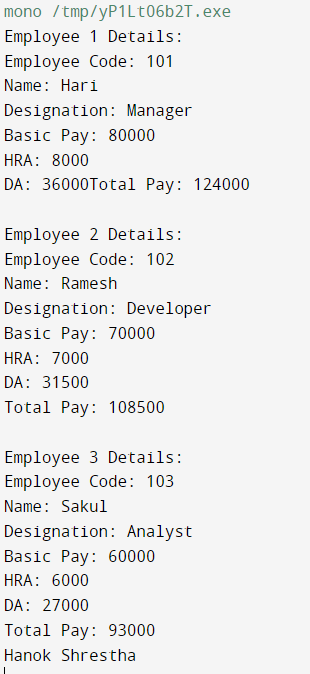 mono /tmp/yP1Lt06b2T.exe
Employee 1 Details:
Employee Code: 101
Name: Hari
Designation: Manager
Basic Pay: 80000
HRA: 8000
DA: 36000Total Pay: 124000
Employee 2 Details:
Employee Code: 102
Name: Ramesh
Designation: Developer
Basic Pay: 70000
HRA: 7000
DA: 31500
Total Pay: 108500
Employee 3 Details:
Employee Code: 103
Name: Sakul
Designation: Analyst
Basic Pay: 60000
HRA: 6000
DA: 27000
Total Pay: 93000
Hanok Shrestha